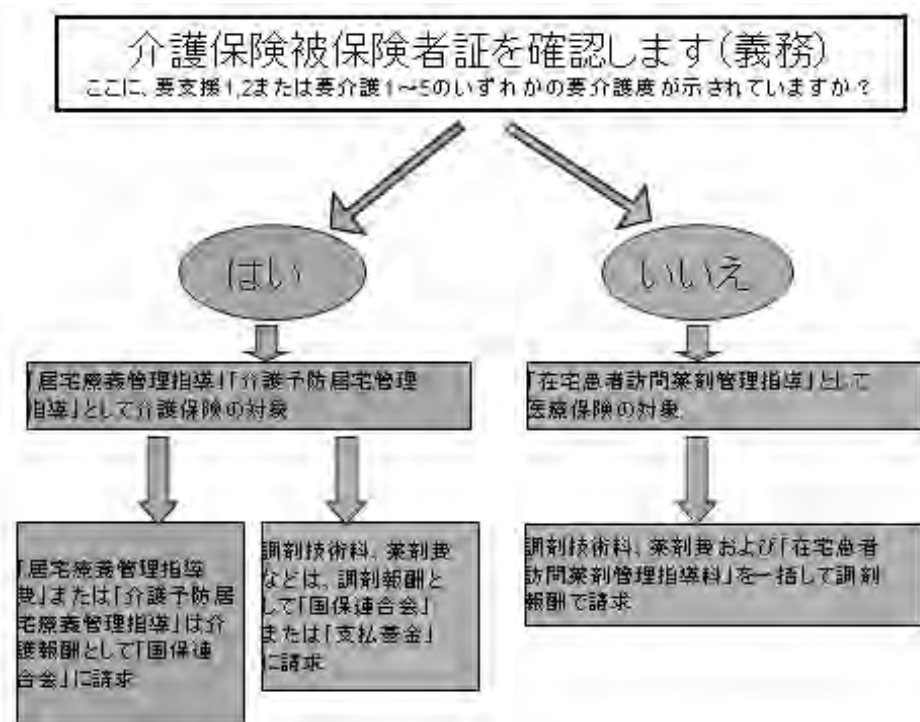 介護保険被保険者証を確認します(義務)
ここに、要支援1,2または要介護1～5のいずれかの要介護度が示されていますか？
はい
いいえ
「居宅療養管理指導」「介護予防居宅管理
指導」として介護保険の対象
「在宅患者訪問薬剤管理指導」として
医療保険の対象
「居宅療養管理指導
費」または「介護予防居
宅療養管理指導」は介
護報酬として「国保連
合会」に請求
調剤技術料、薬剤費
などは、調剤報酬と
して「国保連合会」
または「支払基金」
に請求
調剤技術料、薬剤費および「在宅患者
訪問薬剤管理指導料」を一括して調剤
報酬で請求